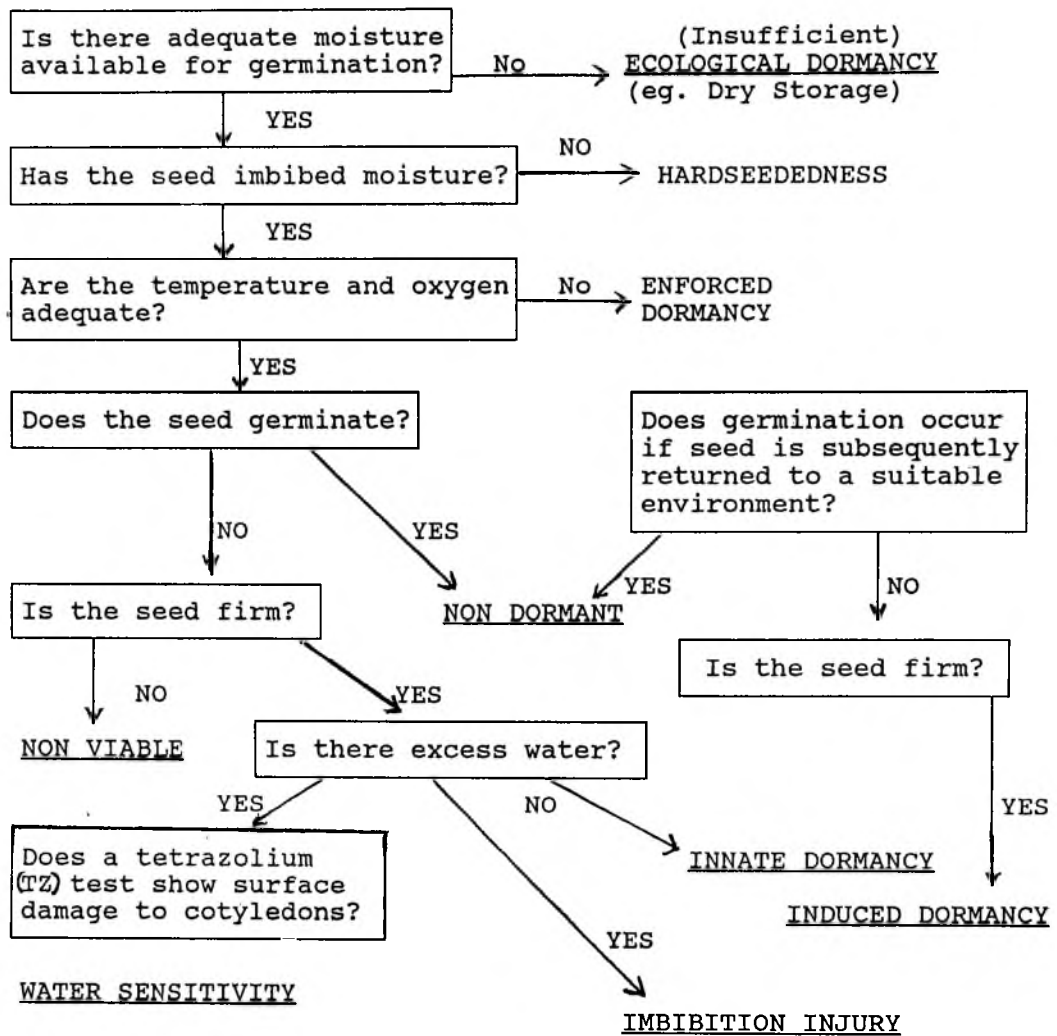 Is there adequate moisture
available for germination?
No
(Insufficient)
ECOLOGICAL DORMANCY
(eg. Dry Storage)
YES
Has the seed imbibed moisture?
NO
HARDSEEDEDNESS
YES
Are the temperature and oxygen
adequate?
No
ENFORCED
DORMANCY
YES
Does the seed germinate?
Does germination occur
if seed is subsequently
returned to a suitable
environment?
NO
YES
YES
NO
Is the seed firm?
NON DORMANT
Is the seed firm?
NO
YES
NON VIABLE
Is there excess water?
YES
NO
YES
Does a tetrazolium
(TZ) test show surface
damage to cotyledons?
INNATE DORMANCY
INDUCED DORMANCY
YES
WATER SENSITIVITY
IMBIBITION INJURY